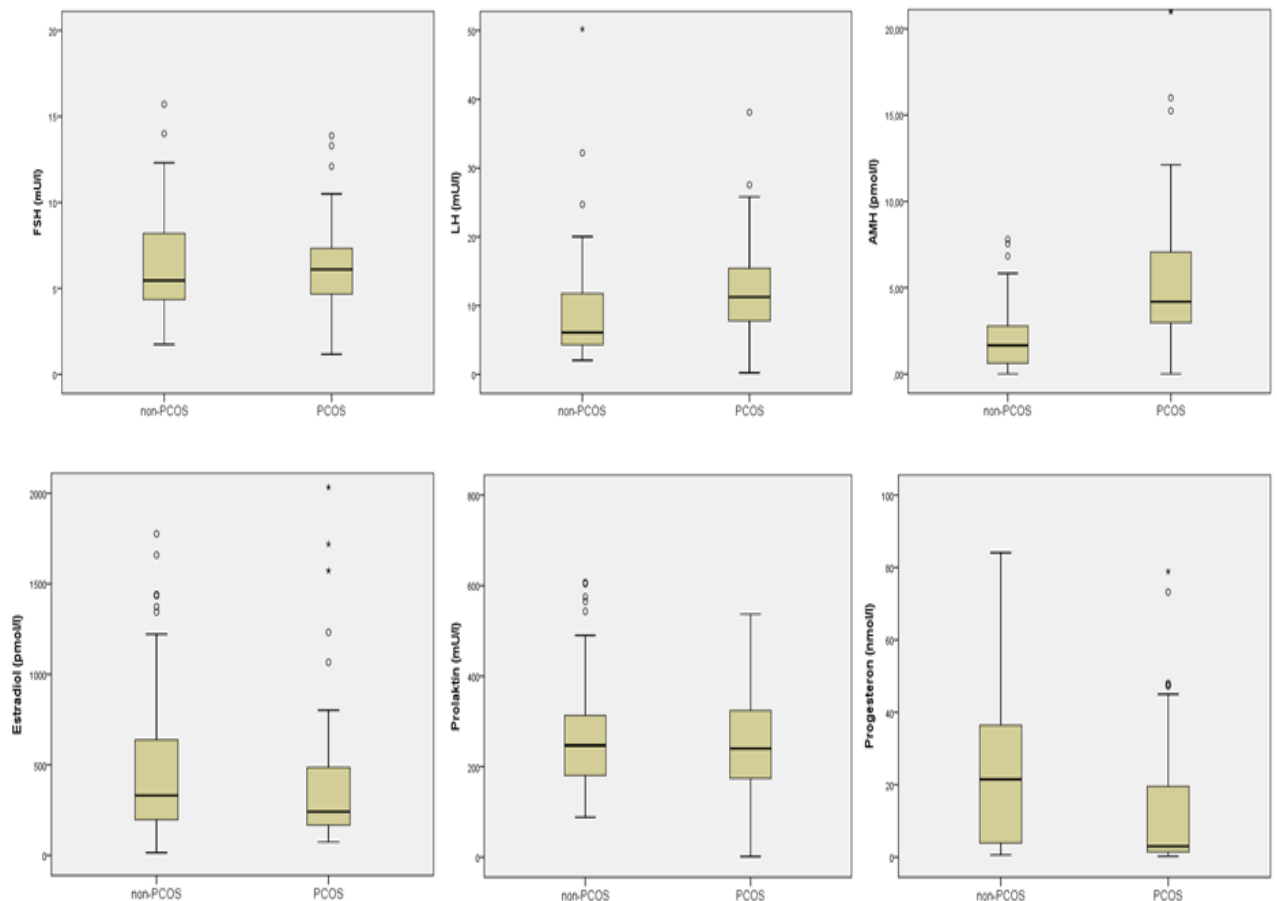 FSH (mU/l)
20
15
10
5
0
non-PCOS PCOS
LH (mU/l)
50
40
30
20
10
0
non-PCOS PCOS
AMH (pmol/l)
20,00
15,00
10,00
5,00
,00
non-PCOS PCOS
Estradiol (pmol/l)
2000
1500
1000
500
0
non-PCOS PCOS
Prolaktin (mU/l)
800
600
400
200
0
non-PCOS PCOS
Progesteron (nmol/l)
100
80
60
40
20
0
non-PCOS PCOS